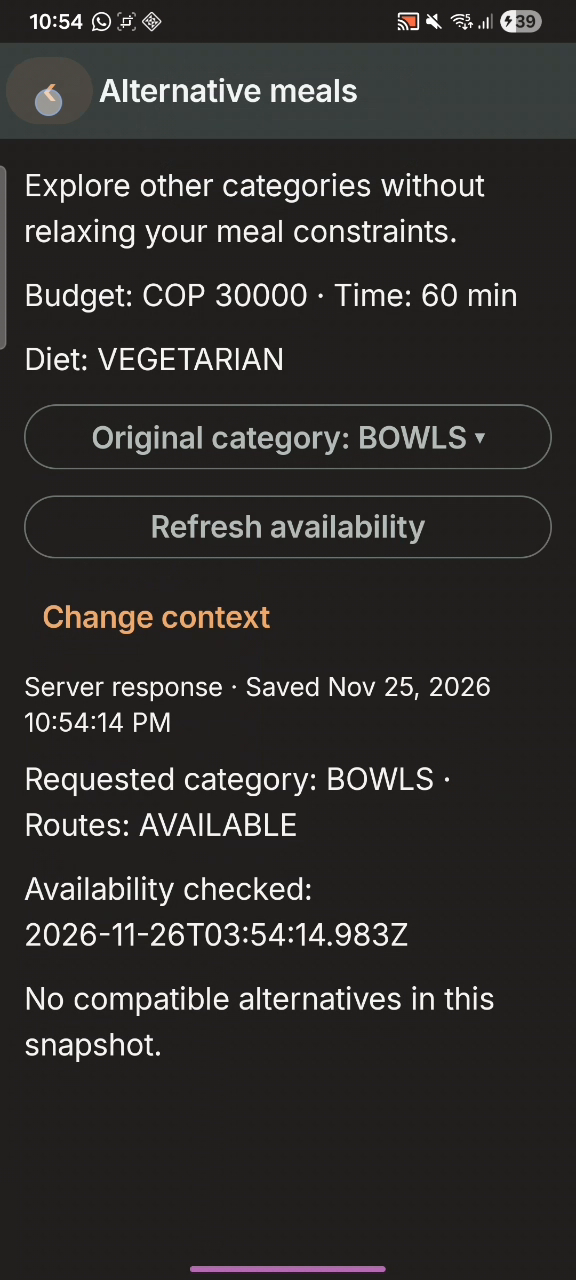 10:54
39
Alternative meals
Explore other categories without
relaxing your meal constraints.
Budget: COP 30000 · Time: 60 min
Diet: VEGETARIAN
Original category: BOWLS ▾
Refresh availability
Change context
Server response · Saved Nov 25, 2026
10:54:14 PM
Requested category: BOWLS ·
Routes: AVAILABLE
Availability checked:
2026-11-26T03:54:14.983Z
No compatible alternatives in this
snapshot.